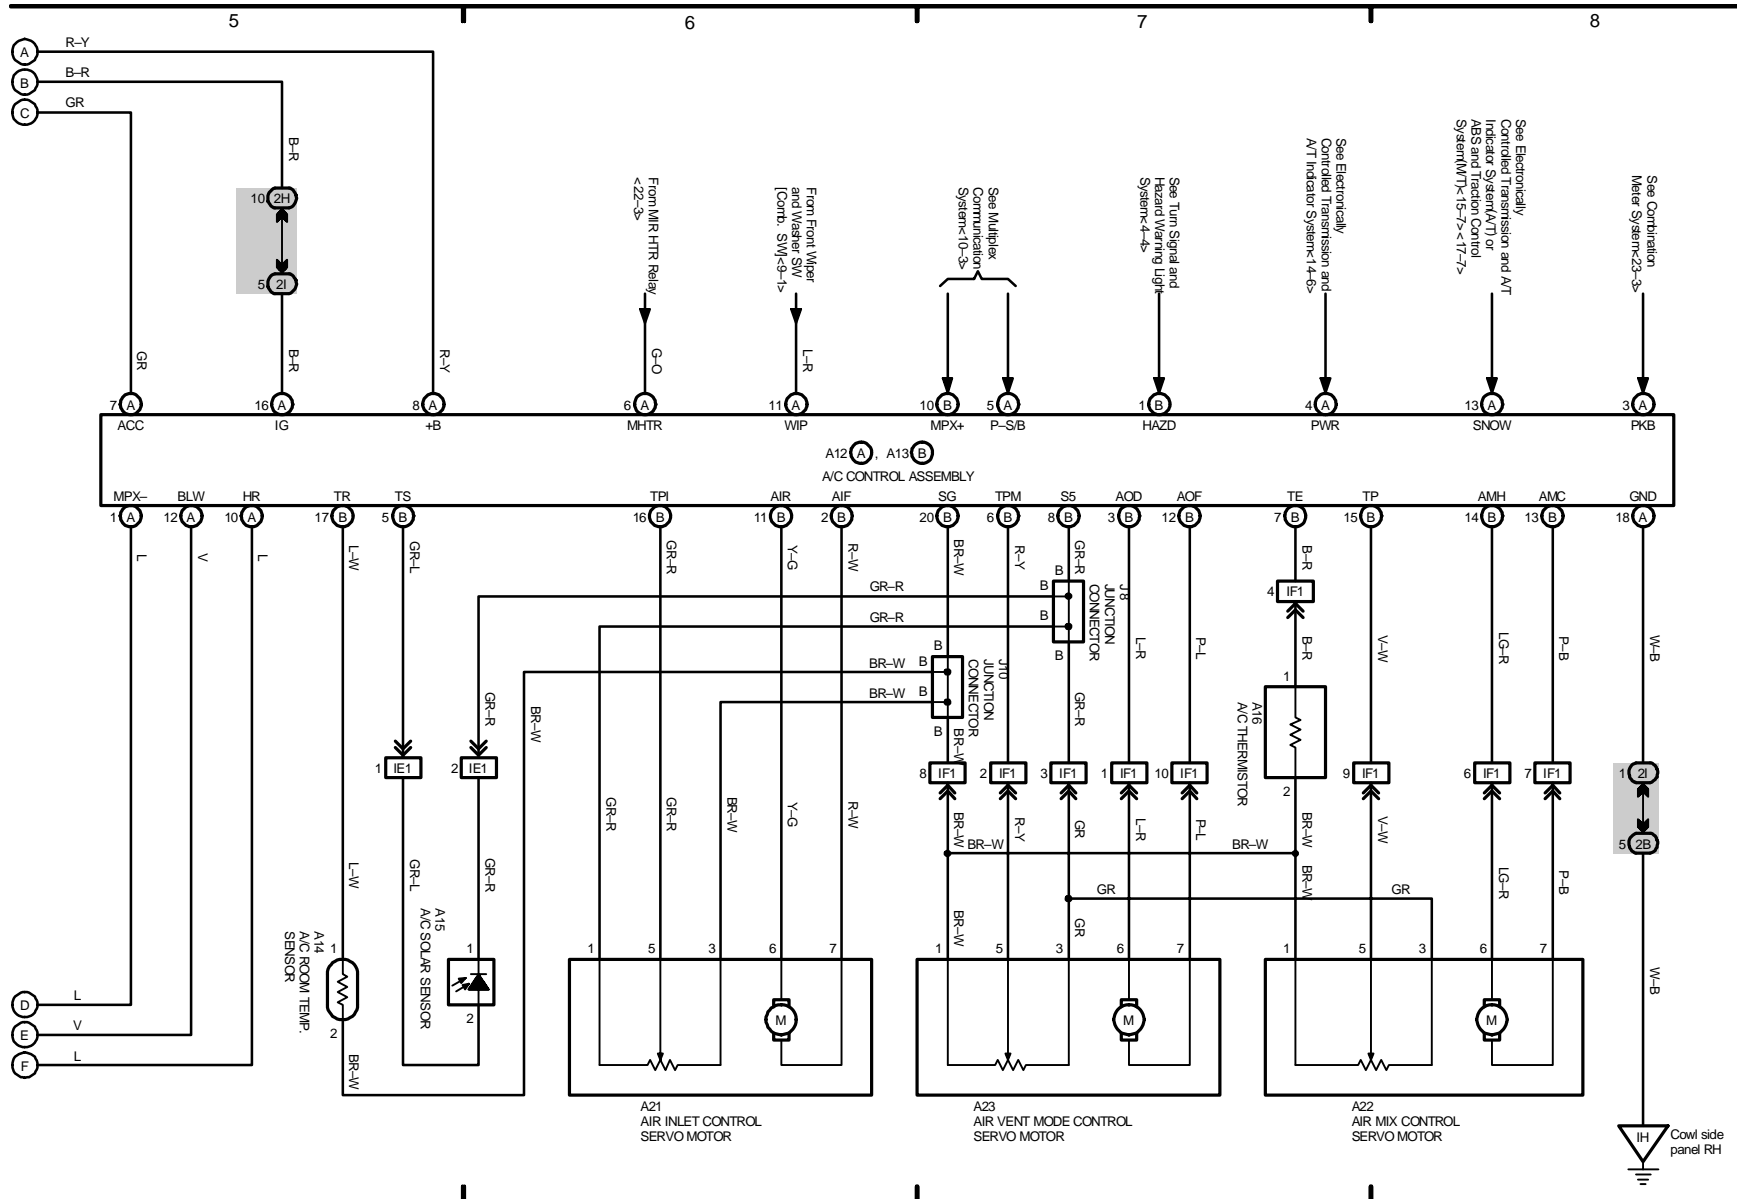 5 6 7 8
A R–Y
B B–R
C GR
B–R
10 2H
5 2I
B–R
GR
R–Y
From MIR HTR Relay
<22–3>
G–O
From Front Wiper
and Washer SW
[Comb. SW]<9–1>
L–R
See Multiplex
Communication
System<10–3>
See Turn Signal and
Hazard Warning Light
System<4–4>
See Electronically
Controlled Transmission and
A/T Indicator System<14–6>
See Electronically
Controlled Transmission and A/T
Indicator System(A/T) or
ABS and Traction Control
System(M/T)<15–7><17–7>
See Combination
Meter System<23–3>
7 A 16 A 8 A 6 A 11 A 10 B 5 A 1 B 4 A 13 A 3 A
ACC IG +B MHTR WIP MPX+ P–S/B HAZD PWR SNOW PKB
A12 A , A13 B
A/C CONTROL ASSEMBLY
MPX– BLW HR TR TS TPI AIR AIF SG TPM S5 AOD AOF TE TP AMH AMC GND
1 A 12 A 10 A 17 B 5 B 16 B 11 B 2 B 20 B 6 B 8 B 3 B 12 B 7 B 15 B 14 B 13 B 18 A
L V L L–W GR–L GR–R Y–G R–W BR–W R–Y GR–R B–R
B
GR–R B
GR–R B
B
J8
JUNCTION
CONNECTOR
4 IF1
B
BR–W B
BR–W B
B
J10
JUNCTION
CONNECTOR
L–R P–L B–R V–W LG–R P–B W–B
GR–R BR–W GR–R BR–W
1
A16
A/C THERMISTOR
2
1 IE1 2 IE1 8 IF1 2 IF1 3 IF1 1 IF1 10 IF1 9 IF1 6 IF1 7 IF1 1 2I
5 2B
GR–R GR–R BR–W Y–G R–W BR–W R–Y GR L–R P–L BR–W V–W
BR–W BR–W
L–W GR–L GR–R BR–W LG–R P–B
GR GR
BR–W GR
A14
A/C ROOM TEMP.
SENSOR
1
2
A15
A/C SOLAR SENSOR
1
2
1 5 3 6 7 1 5 3 6 7 1 5 3 6 7
W–B
D L
E V
F L
M M M
BR–W
A21
AIR INLET CONTROL
SERVO MOTOR
A23
AIR VENT MODE CONTROL
SERVO MOTOR
A22
AIR MIX CONTROL
SERVO MOTOR
IH
Cowl side
panel RH